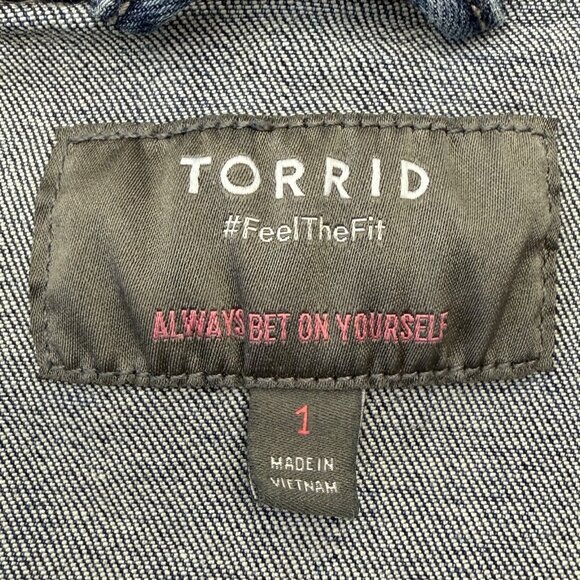 TORRID
#FeelTheFit
ALWAYS BET ON YOURSELF
1
MADE IN
VIETNAM